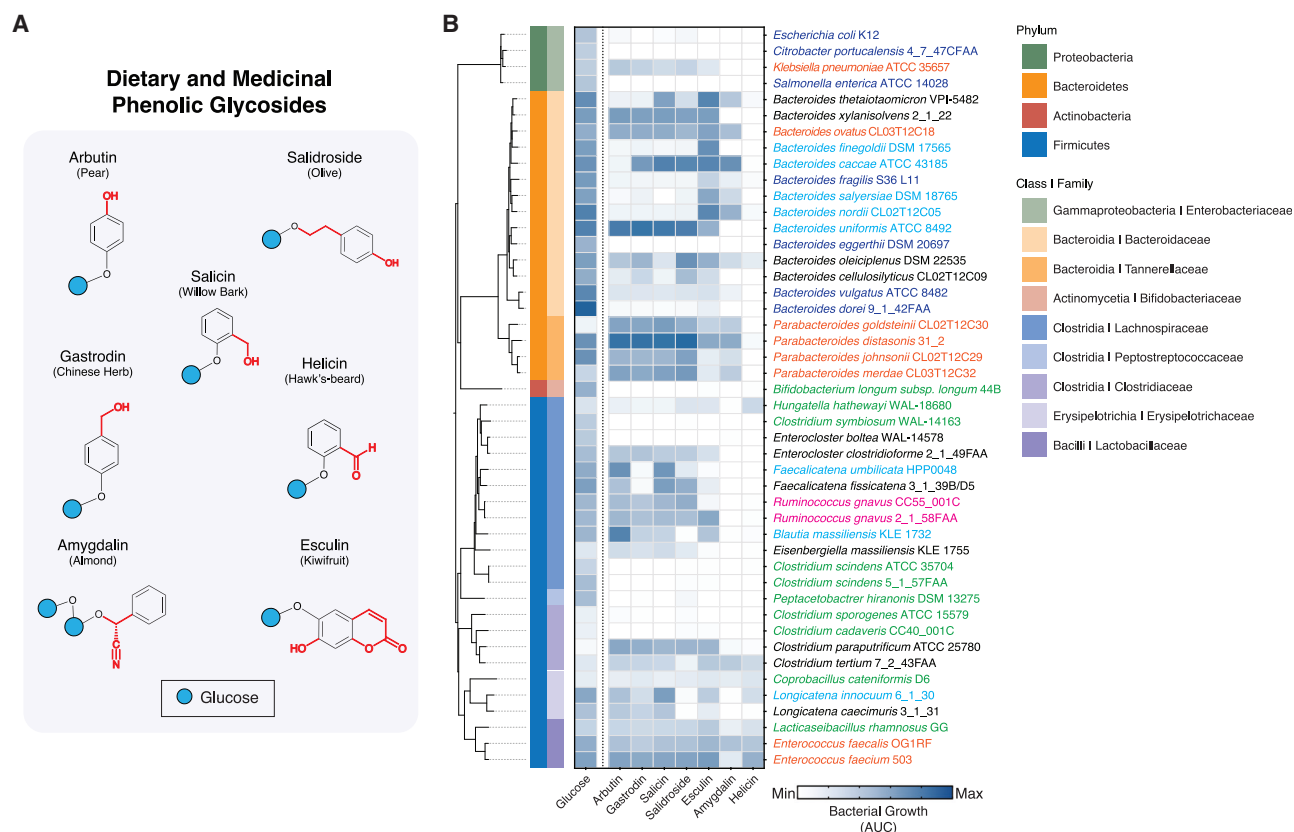 A
Dietary and Medicinal
Phenolic Glycosides
Arbutin
(Pear)
OH
O
Salidroside
(Olive)
O
OH
Salicin
(Willow Bark)
O
OH
Gastrodin
(Chinese Herb)
OH
O
Helicin
(Hawk's-beard)
H
O
O
Amygdalin
(Almond)
O
O
C
N
Esculin
(Kiwifruit)
O
HO
O
O
Glucose
B
Escherichia coli K12
Citrobacter portucalensis 4_7_47CFAA
Klebsiella pneumoniae ATCC 35657
Salmonella enterica ATCC 14028
Bacteroides thetaiotaomicron VPI-5482
Bacteroides xylanisolvens 2_1_22
Bacteroides ovatus CL03T12C18
Bacteroides finegoldii DSM 17565
Bacteroides caccae ATCC 43185
Bacteroides fragilis S36 L11
Bacteroides salyersiae DSM 18765
Bacteroides nordii CL02T12C05
Bacteroides uniformis ATCC 8492
Bacteroides eggerthii DSM 20697
Bacteroides oleiciplenus DSM 22535
Bacteroides cellulosilyticus CL02T12C09
Bacteroides vulgatus ATCC 8482
Bacteroides dorei 9_1_42FAA
Parabacteroides goldsteinii CL02T12C30
Parabacteroides distasonis 31_2
Parabacteroides johnsonii CL02T12C29
Parabacteroides merdae CL03T12C32
Bifidobacterium longum subsp. longum 44B
Hungatella hathewayi WAL-18680
Clostridium symbiosum WAL-14163
Enterocloster boltea WAL-14578
Enterocloster clostridioforme 2_1_49FAA
Faecalicatena umbilicata HPP0048
Faecalicatena fissicatena 3_1_39B/D5
Ruminococcus gnavus CC55_001C
Ruminococcus gnavus 2_1_58FAA
Blautia massiliensis KLE 1732
Eisenbergiella massiliensis KLE 1755
Clostridium scindens ATCC 35704
Clostridium scindens 5_1_57FAA
Peptacetobacter hiranonis DSM 13275
Clostridium sporogenes ATCC 15579
Clostridium cadaveris CC40_001C
Clostridium paraputrificum ATCC 25780
Clostridium tertium 7_2_43FAA
Coprobacillus cateniformis D6
Longicatena innocuum 6_1_30
Longicatena caecimuris 3_1_31
Lacticaseibacillus rhamnosus GG
Enterococcus faecalis OG1RF
Enterococcus faecium 503
Glucose
Arbutin
Gastrodin
Salicin
Salidroside
Esculin
Amygdalin
Helicin
Min
Max
Bacterial Growth
(AUC)
Phylum
Proteobacteria
Bacteroidetes
Actinobacteria
Firmicutes
Class I Family
Gammaproteobacteria I Enterobacteriaceae
Bacteroidia I Bacteroidaceae
Bacteroidia I Tannerellaceae
Actinomycetia I Bifidobacteriaceae
Clostridia I Lachnospiraceae
Clostridia I Peptostreptococcaceae
Clostridia I Clostridiaceae
Erysipelotrichia I Erysipelotrichaceae
Bacilli I Lactobacillaceae